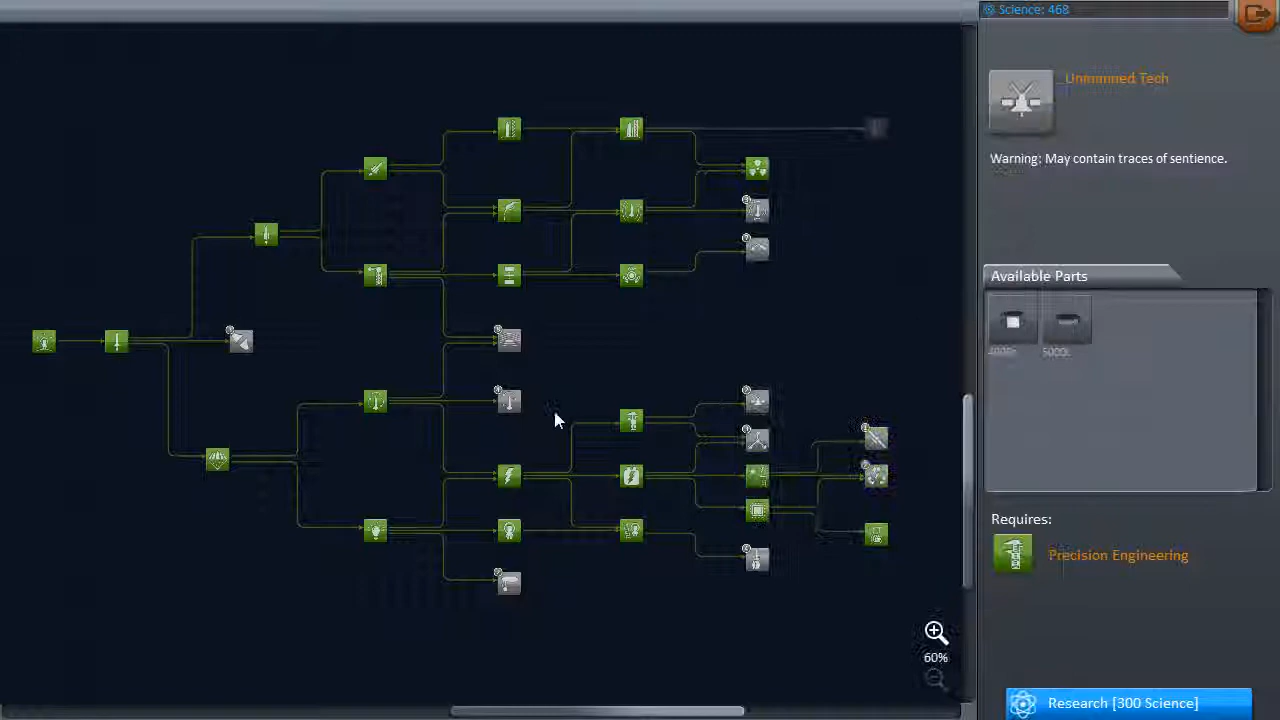 Science: 468
Unmanned Tech
Warning: May contain traces of sentience.
Available Parts
5000L
Requires:
Precision Engineering
60%
Research [300 Science]